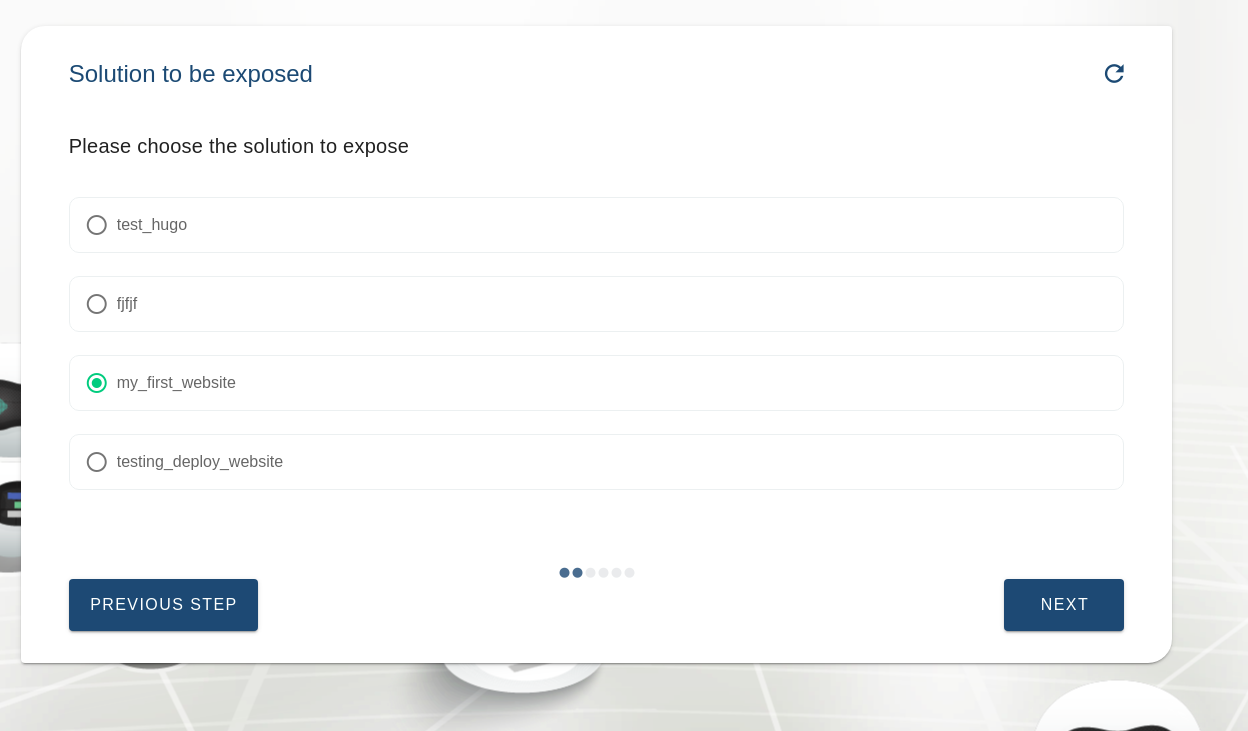 Solution to be exposed
Please choose the solution to expose
test_hugo
fjfjf
my_first_website
testing_deploy_website
PREVIOUS STEP
NEXT